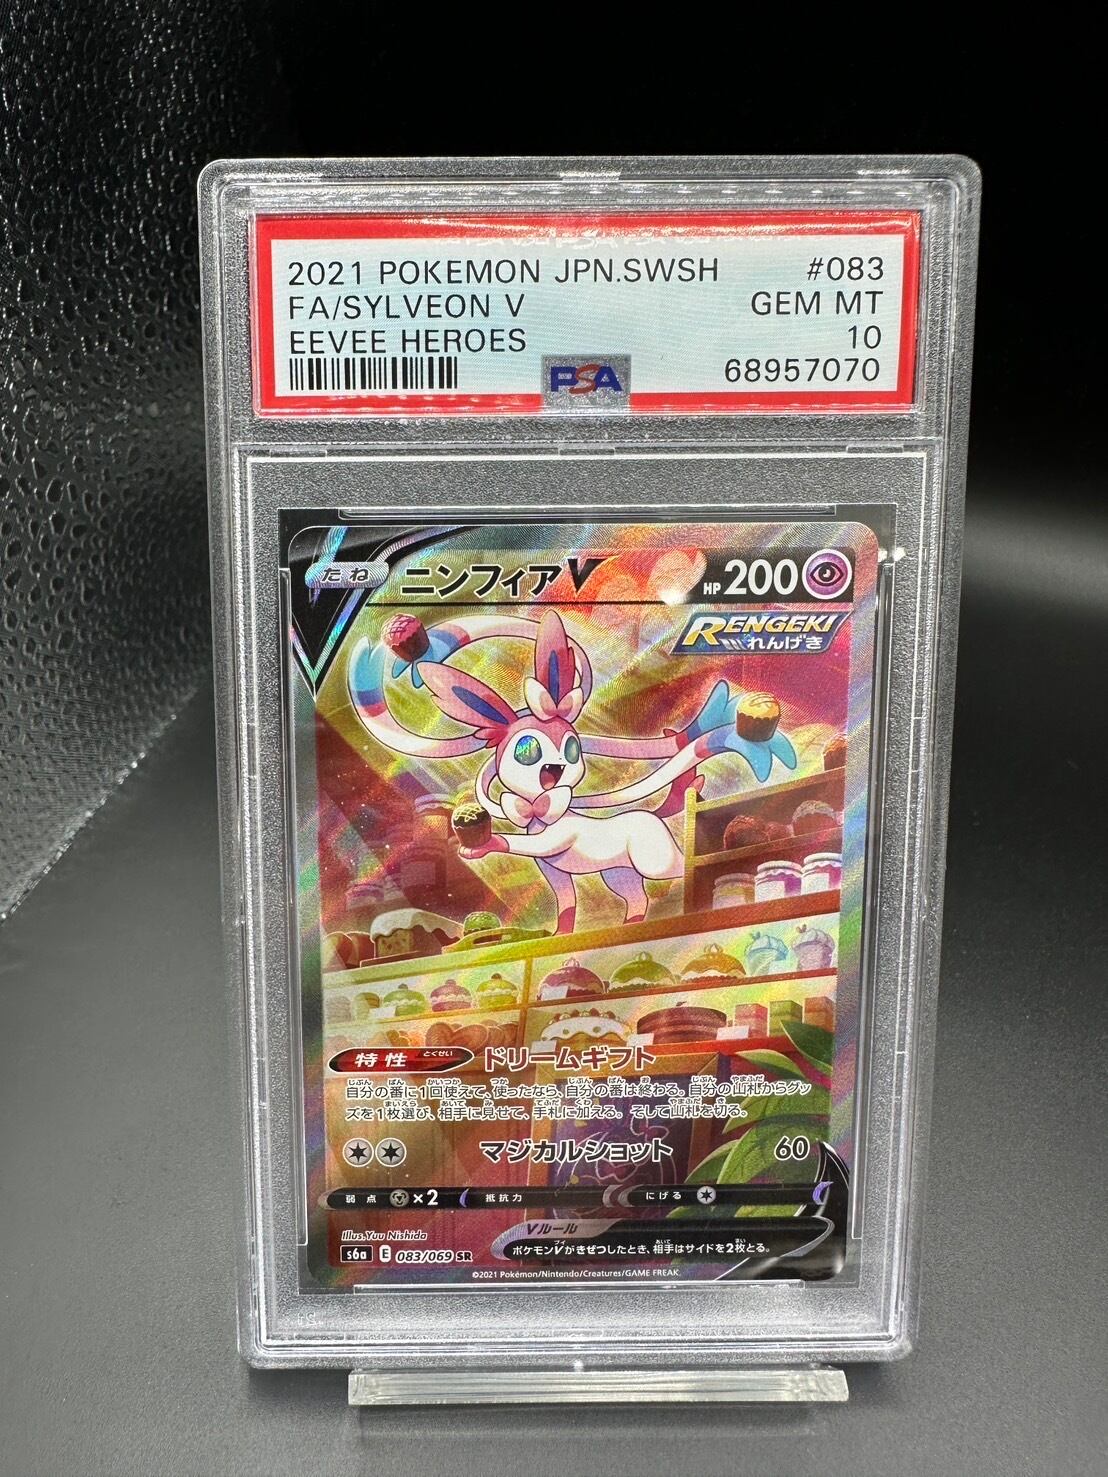 2021 POKEMON JPN.SWSH #083
FA/SYLVEON V GEM MT
EEVEE HEROES 10
PSA 68957070
たね ニンフィアV HP 200
RENGEKI
れんげき
特性 とくせい ドリームギフト
自分の番に1回使えて、使ったなら、自分の番は終わる。自分の山札からグッ
ズを1枚選び、相手に見せて、手札に加える。そして山札を切る。
マジカルショット 60
弱点 ×2 抵抗力 にげる
Vルール
ポケモンVがきぜつしたとき、相手はサイドを2枚とる。
Illus.Yuu Nishida
s6a E 083/069 SR
©2021 Pokémon/Nintendo/Creatures/GAME FREAK.